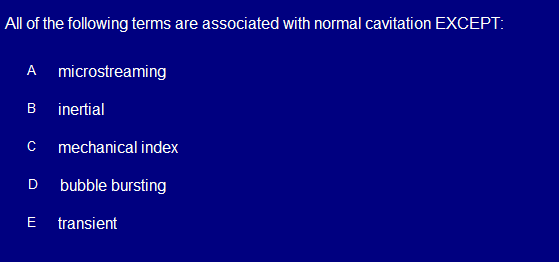 All of the following terms are associated with normal cavitation EXCEPT:
A microstreaming
B inertial
C mechanical index
D bubble bursting
E transient